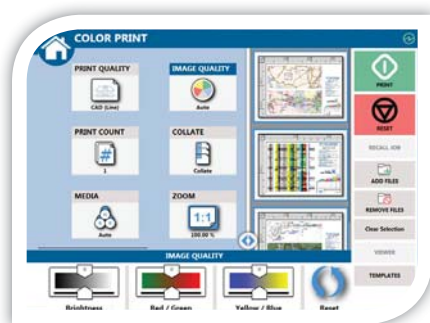 COLOR PRINT
PRINT QUALITY
CAD (Line)
IMAGE QUALITY
Auto
PRINT COUNT
#
1
COLLATE
Collate
MEDIA
Auto
ZOOM
1:1
100.00 %
PRINT
RESET
RECALL JOB
ADD FILES
REMOVE FILES
Clear Selection
VIEWER
TEMPLATES
IMAGE QUALITY
Brightness
Red / Green
Yellow / Blue
Reset